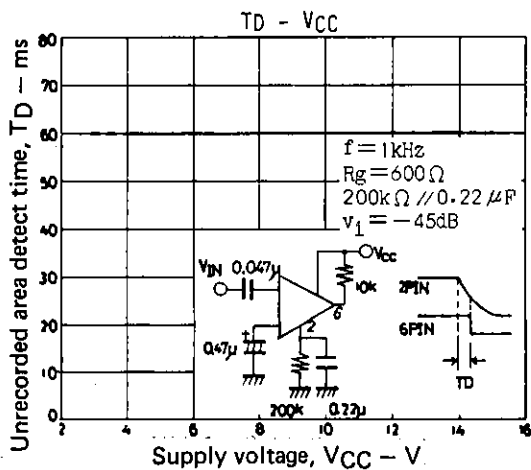 TD - VCC
Unrecorded area detect time, TD — ms
80
70
60
50
40
30
20
10
0
f=1kHz
Rg=600Ω
200kΩ//0.22μF
vi=-45dB
VIN 0.047μ
VCC
10k
6
2
0.47μ
+
200k 0.22μ
2PIN
6PIN
TD
2 4 6 8 10 12 14 16
Supply voltage, VCC – V